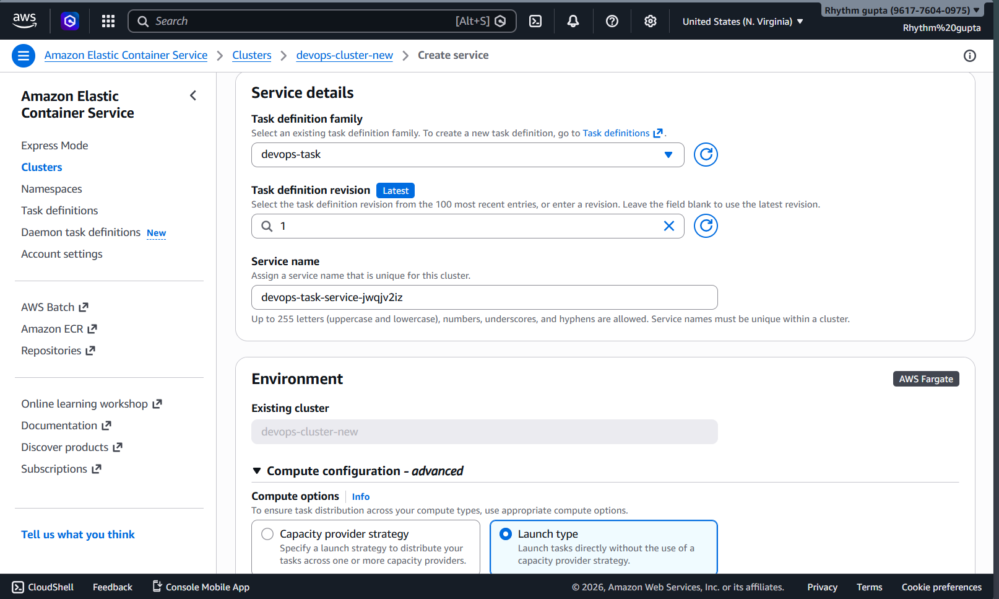 aws
Search
[Alt+S]
United States (N. Virginia) ▼
Rhythm gupta (9617-7604-0975) ▼
Rhythm%20gupta
Amazon Elastic Container Service > Clusters > devops-cluster-new > Create service
Amazon Elastic
Container Service
Express Mode
Clusters
Namespaces
Task definitions
Daemon task definitions New
Account settings
AWS Batch
Amazon ECR
Repositories
Online learning workshop
Documentation
Discover products
Subscriptions
Tell us what you think
Service details
Task definition family
Select an existing task definition family. To create a new task definition, go to Task definitions .
devops-task
Task definition revision Latest
Select the task definition revision from the 100 most recent entries, or enter a revision. Leave the field blank to use the latest revision.
1
Service name
Assign a service name that is unique for this cluster.
devops-task-service-jwqjv2iz
Up to 255 letters (uppercase and lowercase), numbers, underscores, and hyphens are allowed. Service names must be unique within a cluster.
Environment
AWS Fargate
Existing cluster
devops-cluster-new
Compute configuration - advanced
Compute options Info
To ensure task distribution across your compute types, use appropriate compute options.
Capacity provider strategy
Specify a launch strategy to distribute your
tasks across one or more capacity providers.
Launch type
Launch tasks directly without the use of a
capacity provider strategy.
CloudShell Feedback Console Mobile App
© 2026, Amazon Web Services, Inc. or its affiliates. Privacy Terms Cookie preferences